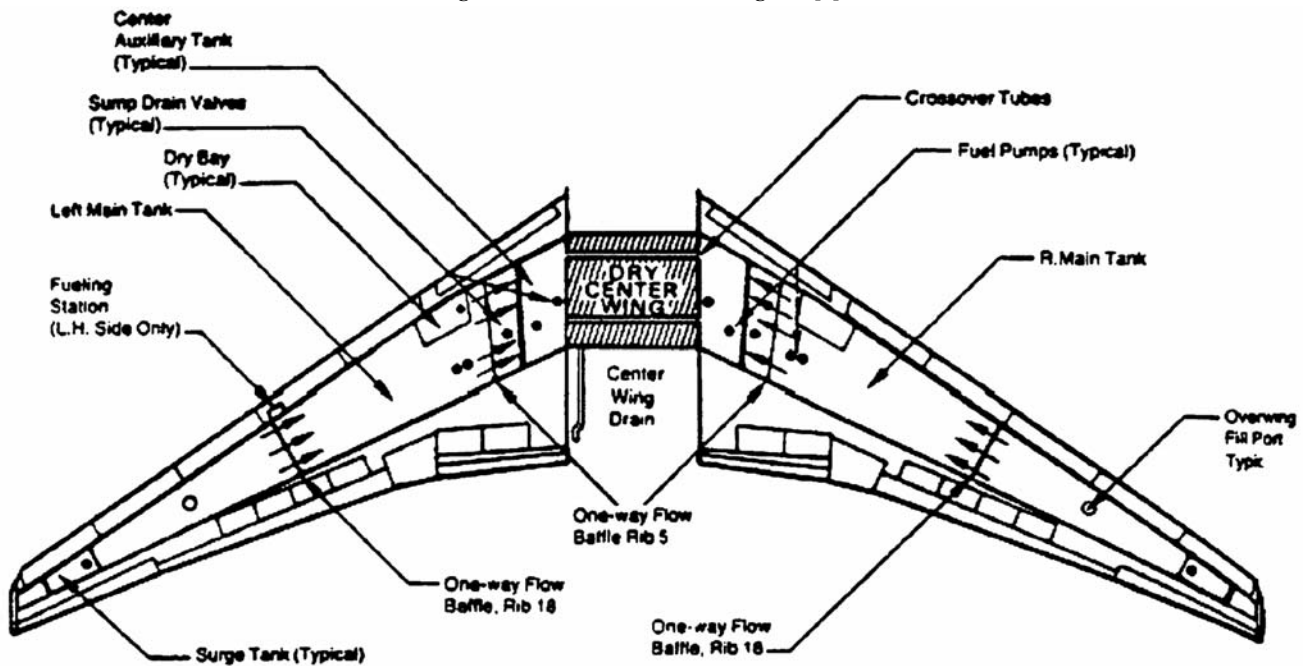 Center
Auxillary Tank
(Typical)
Sump Drain Valves
(Typical)
Dry Bay
(Typical)
Left Main Tank
Fueling
Station
(L.H. Side Only)
Crossover Tubes
Fuel Pumps (Typical)
R.Main Tank
DRY
CENTER
WING
Center
Wing
Drain
Overwing
Fill Port
Typic
One-way Flow
Baffle Rib 5
One-way Flow
Baffle, Rib 18
One-way Flow
Baffle, Rib 18
Surge Tank (Typical)